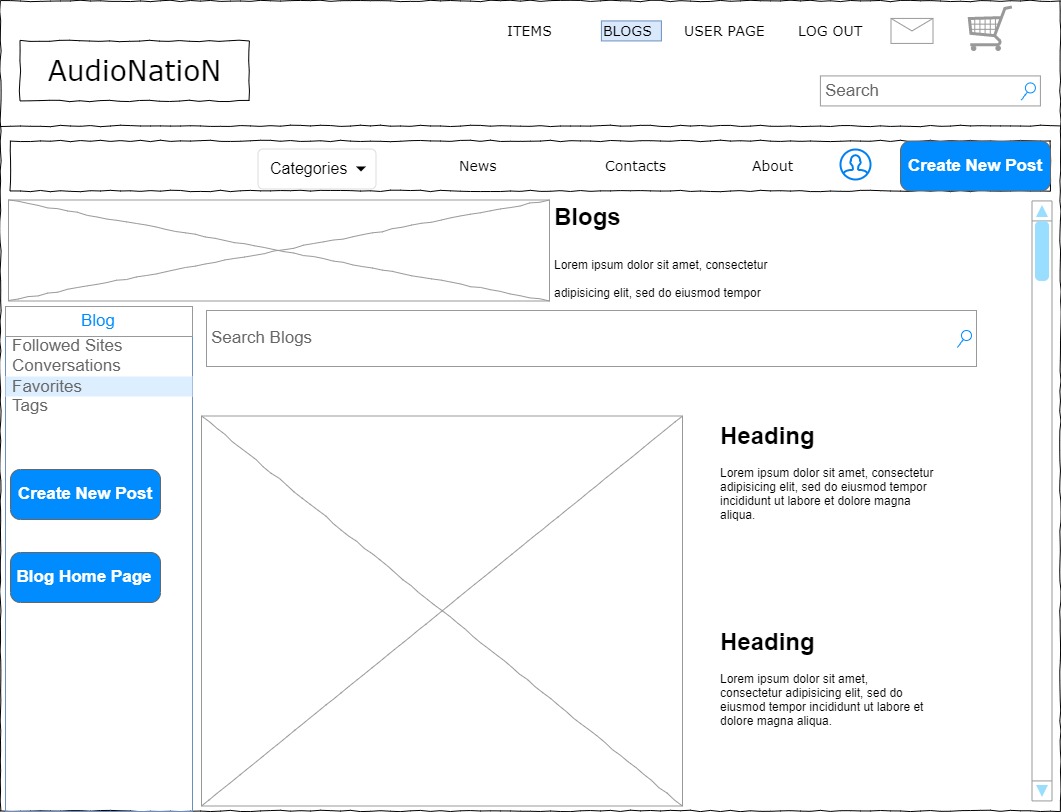 ITEMS
BLOGS
USER PAGE
LOG OUT
AudioNatioN
Search
Categories
News
Contacts
About
Create New Post
Blogs
Lorem ipsum dolor sit amet, consectetur
adipisicing elit, sed do eiusmod tempor
Blog
Followed Sites
Conversations
Favorites
Tags
Create New Post
Blog Home Page
Search Blogs
Heading
Lorem ipsum dolor sit amet, consectetur
adipisicing elit, sed do eiusmod tempor
incididunt ut labore et dolore magna
aliqua.
Heading
Lorem ipsum dolor sit amet,
consectetur adipisicing elit, sed do
eiusmod tempor incididunt ut labore et
dolore magna aliqua.